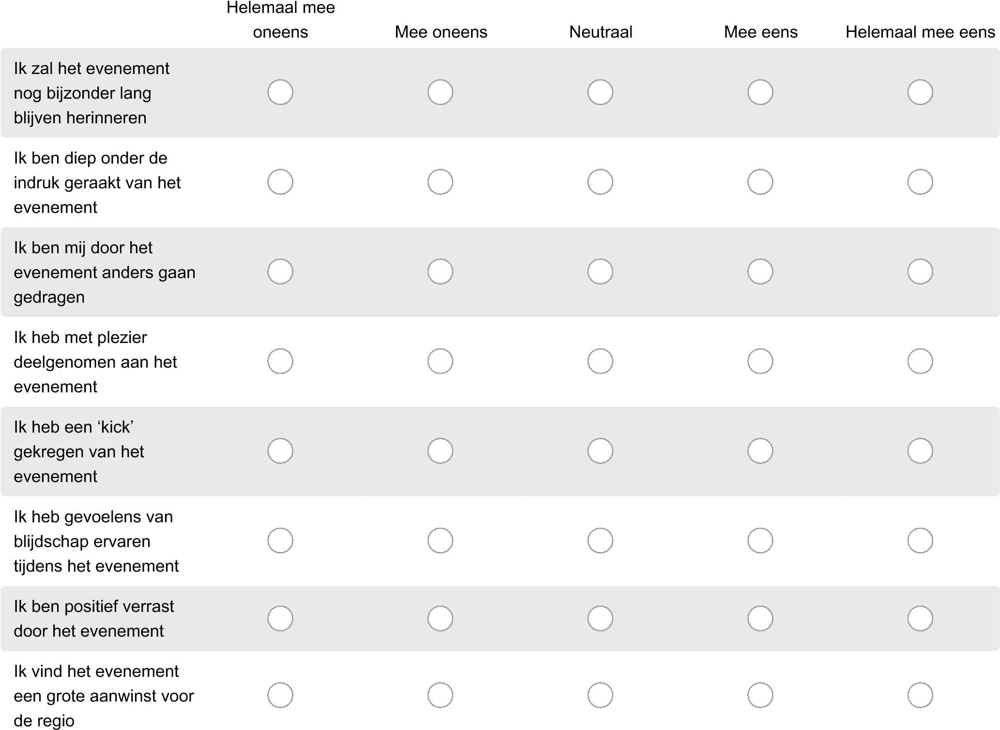 Helemaal mee
oneens
Mee oneens
Neutraal
Mee eens
Helemaal mee eens
Ik zal het evenement
nog bijzonder lang
blijven herinneren
Ik ben diep onder de
indruk geraakt van het
evenement
Ik ben mij door het
evenement anders gaan
gedragen
Ik heb met plezier
deelgenomen aan het
evenement
Ik heb een ‘kick’
gekregen van het
evenement
Ik heb gevoelens van
blijdschap ervaren
tijdens het evenement
Ik ben positief verrast
door het evenement
Ik vind het evenement
een grote aanwinst voor
de regio